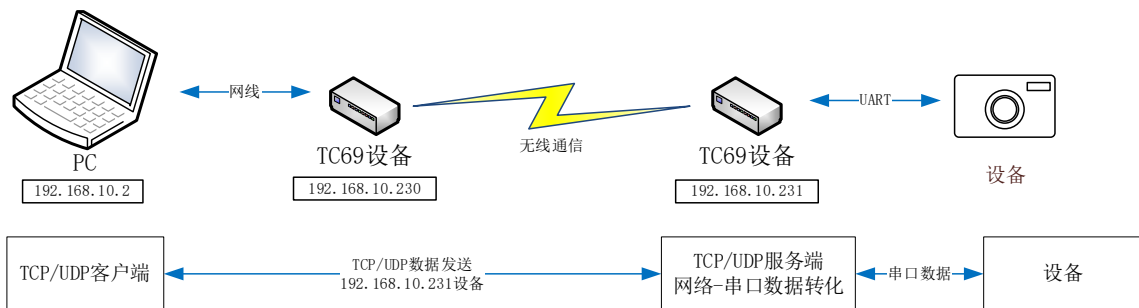 网线
UART
无线通信
PC
TC69设备
TC69设备
设备
192.168.10.2
192.168.10.230
192.168.10.231
TCP/UDP客户端
TCP/UDP数据发送
192.168.10.231设备
TCP/UDP服务端
网络-串口数据转化
串口数据
设备